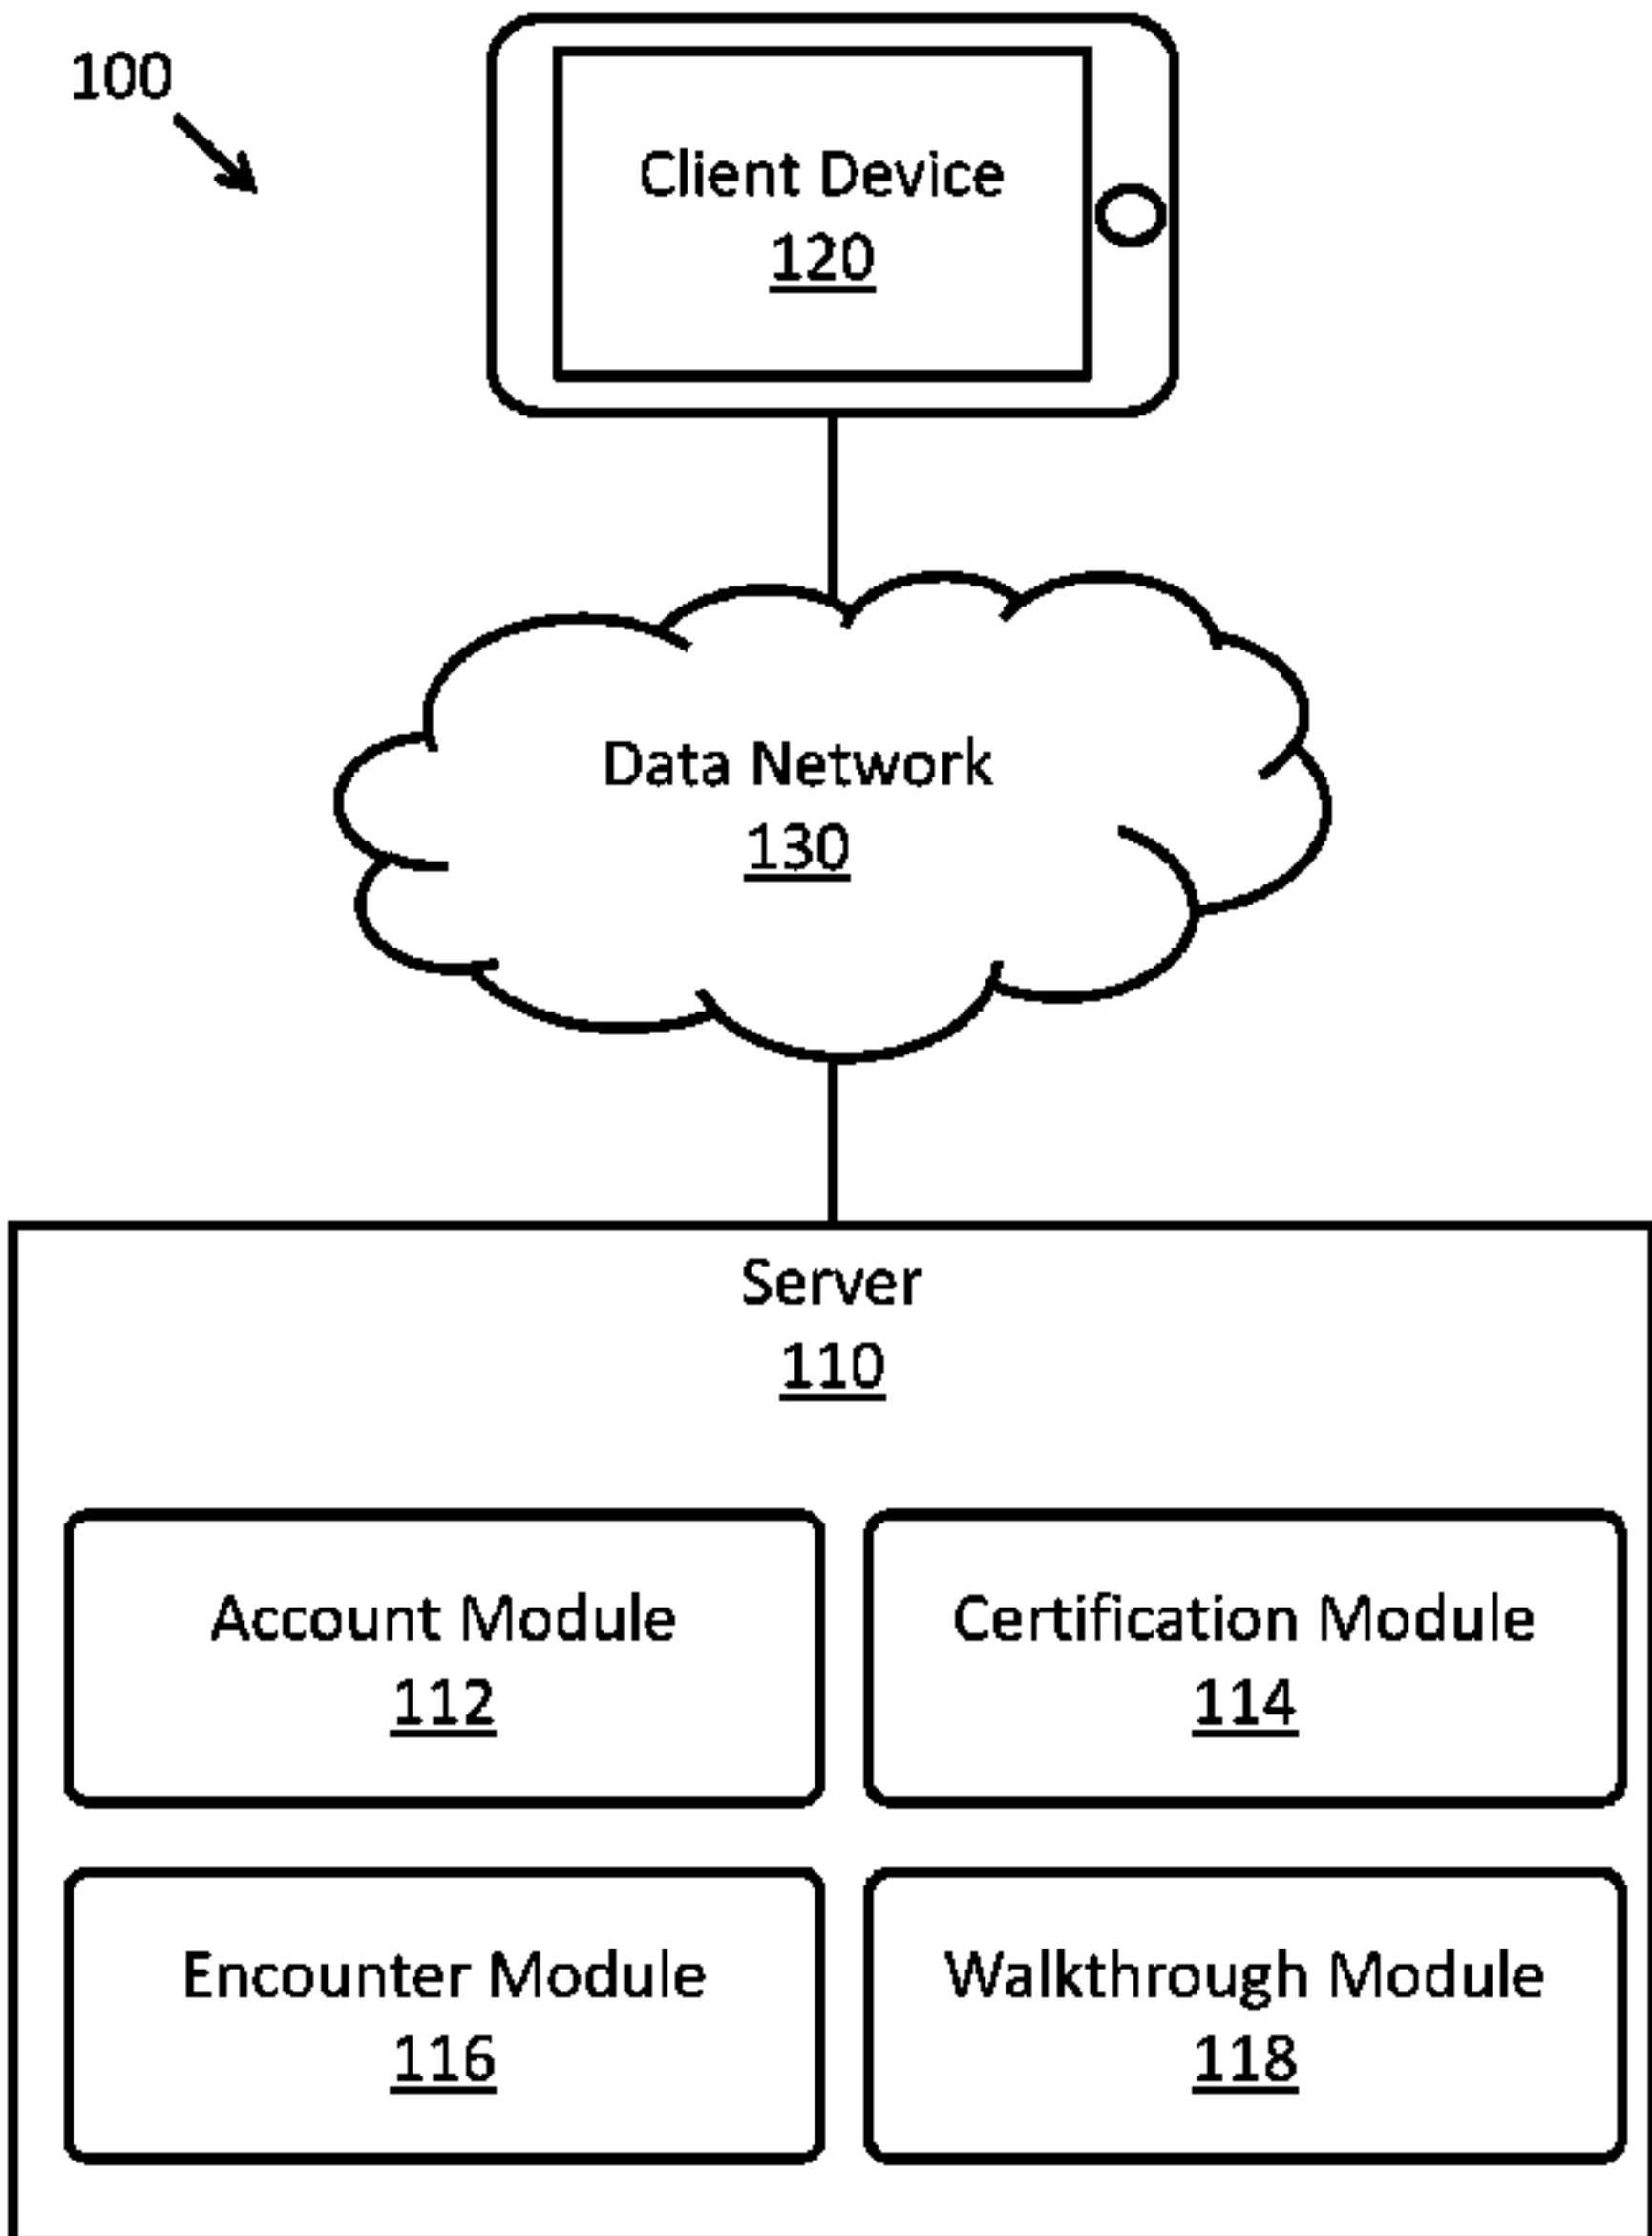 100
Client Device
120
Data Network
130
Server
110
Account Module
112
Certification Module
114
Encounter Module
116
Walkthrough Module
118